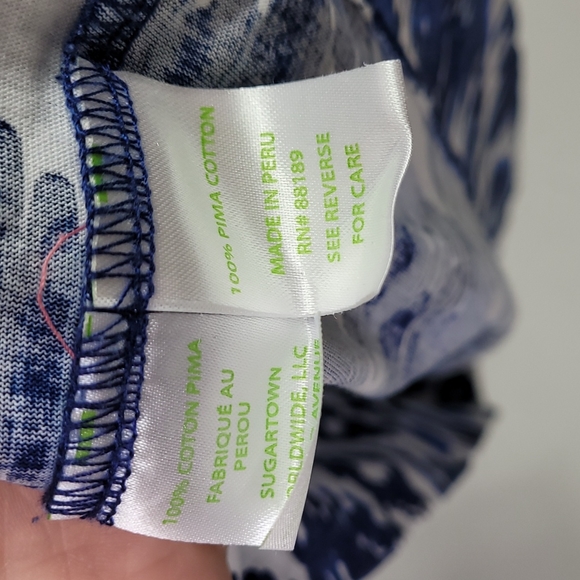 100% PIMA COTTON
MADE IN PERU
RN# 88189
SEE REVERSE
FOR CARE
100% COTON PIMA
FABRIQUÉ AU
PEROU
SUGARTOWN
LLC
AVENUE